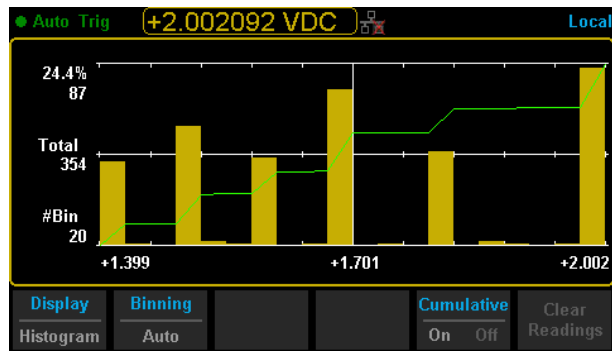 Auto Trig +2.002092 VDC Local
24.4%
87
Total
354
#Bin
20
+1.399 +1.701 +2.002
Display Binning Cumulative Clear
Histogram Auto On Off Readings